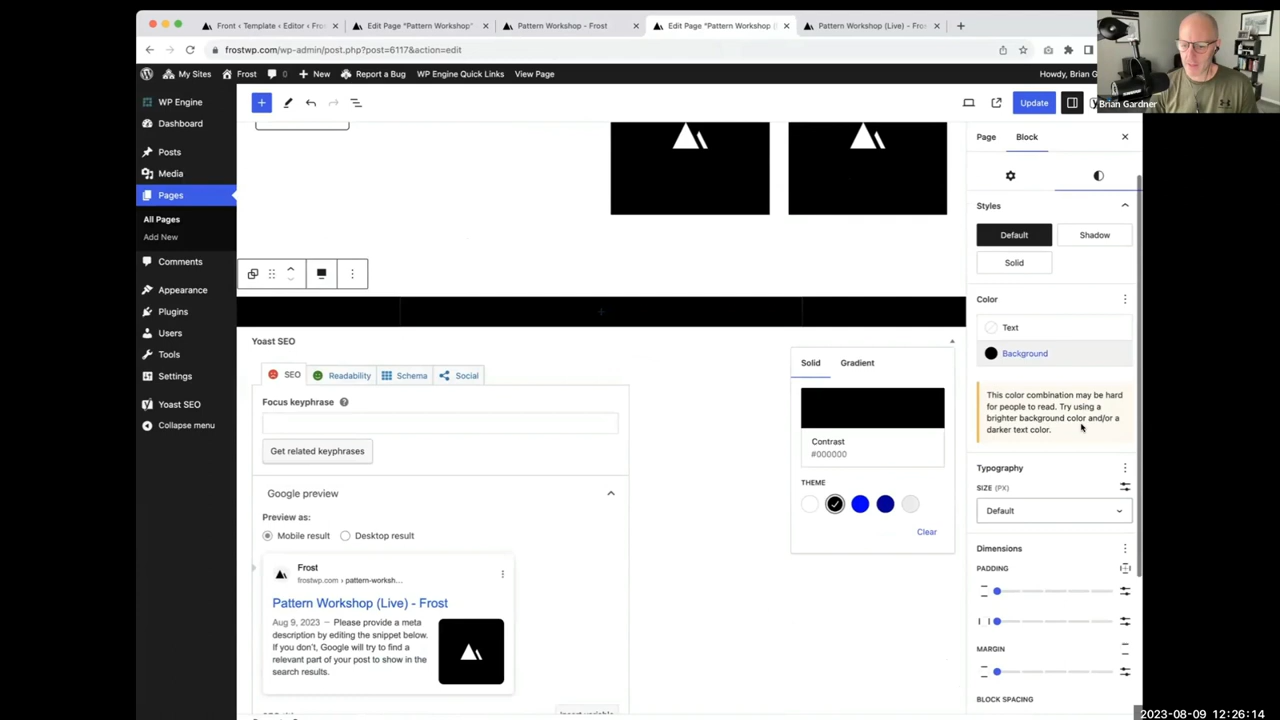 Front ‹ Template ‹ Editor ‹ Fro
Edit Page "Pattern Workshop"
Pattern Workshop - Frost
Edit Page "Pattern Workshop (
Pattern Workshop (Live) - Fros
frostwp.com/wp-admin/post.php?post=6117&action=edit
My Sites
Frost
0
New
Report a Bug
WP Engine Quick Links
View Page
Howdy, Brian G
Brian Gardner
WP Engine
Dashboard
Posts
Media
Pages
All Pages
Add New
Comments
Appearance
Plugins
Users
Tools
Settings
Yoast SEO
Collapse menu
Update
Page
Block
Styles
Default
Shadow
Solid
Color
Text
Background
This color combination may be hard
for people to read. Try using a
brighter background color and/or a
darker text color.
Typography
SIZE (PX)
Default
Dimensions
PADDING
MARGIN
BLOCK SPACING
Solid
Gradient
Contrast
#000000
THEME
Clear
Yoast SEO
SEO
Readability
Schema
Social
Focus keyphrase
Get related keyphrases
Google preview
Preview as:
Mobile result
Desktop result
Frost
frostwp.com › pattern-worksh...
Pattern Workshop (Live) - Frost
Aug 9, 2023 － Please provide a meta
description by editing the snippet below.
If you don't, Google will try to find a
relevant part of your post to show in the
search results.
2023-08-09 12:26:14